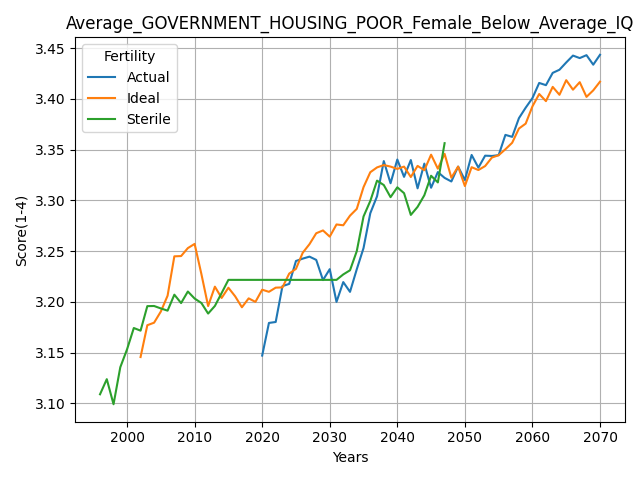 Average_GOVERNMENT_HOUSING_POOR_Female_Below_Average_IQ
Fertility
Actual
Ideal
Sterile
Score(1-4)
3.45
3.40
3.35
3.30
3.25
3.20
3.15
3.10
2000 2010 2020 2030 2040 2050 2060 2070
Years